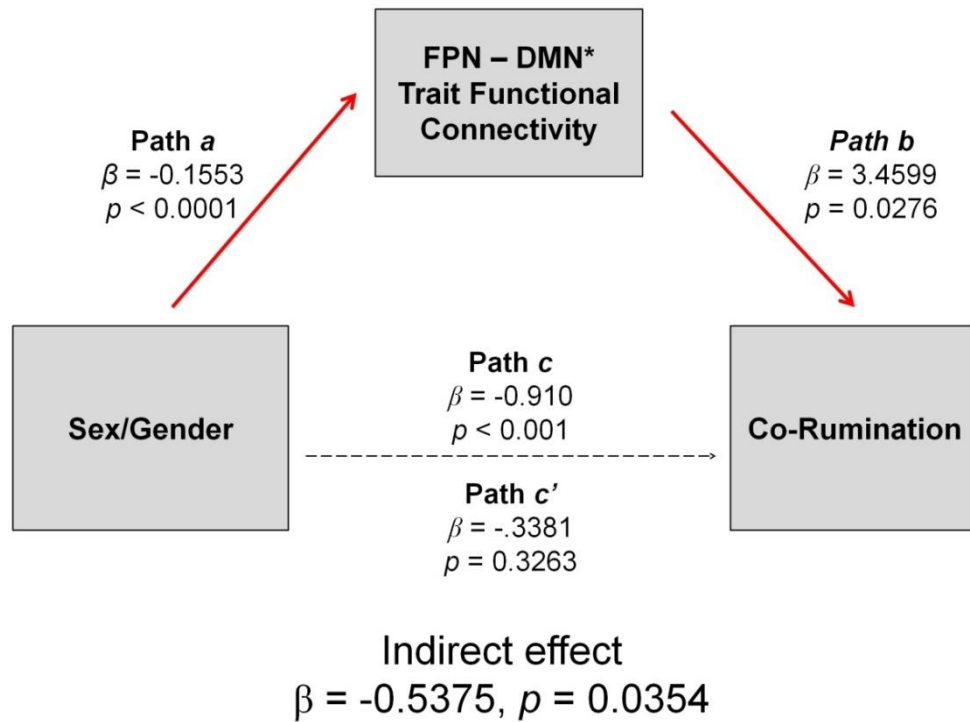 FPN – DMN*
Trait Functional
Connectivity
Path a
β = -0.1553
p < 0.0001
Path b
β = 3.4599
p = 0.0276
Sex/Gender
Path c
β = -0.910
p < 0.001
Co-Rumination
Path c’
β = -.3381
p = 0.3263
Indirect effect
β = -0.5375, p = 0.0354